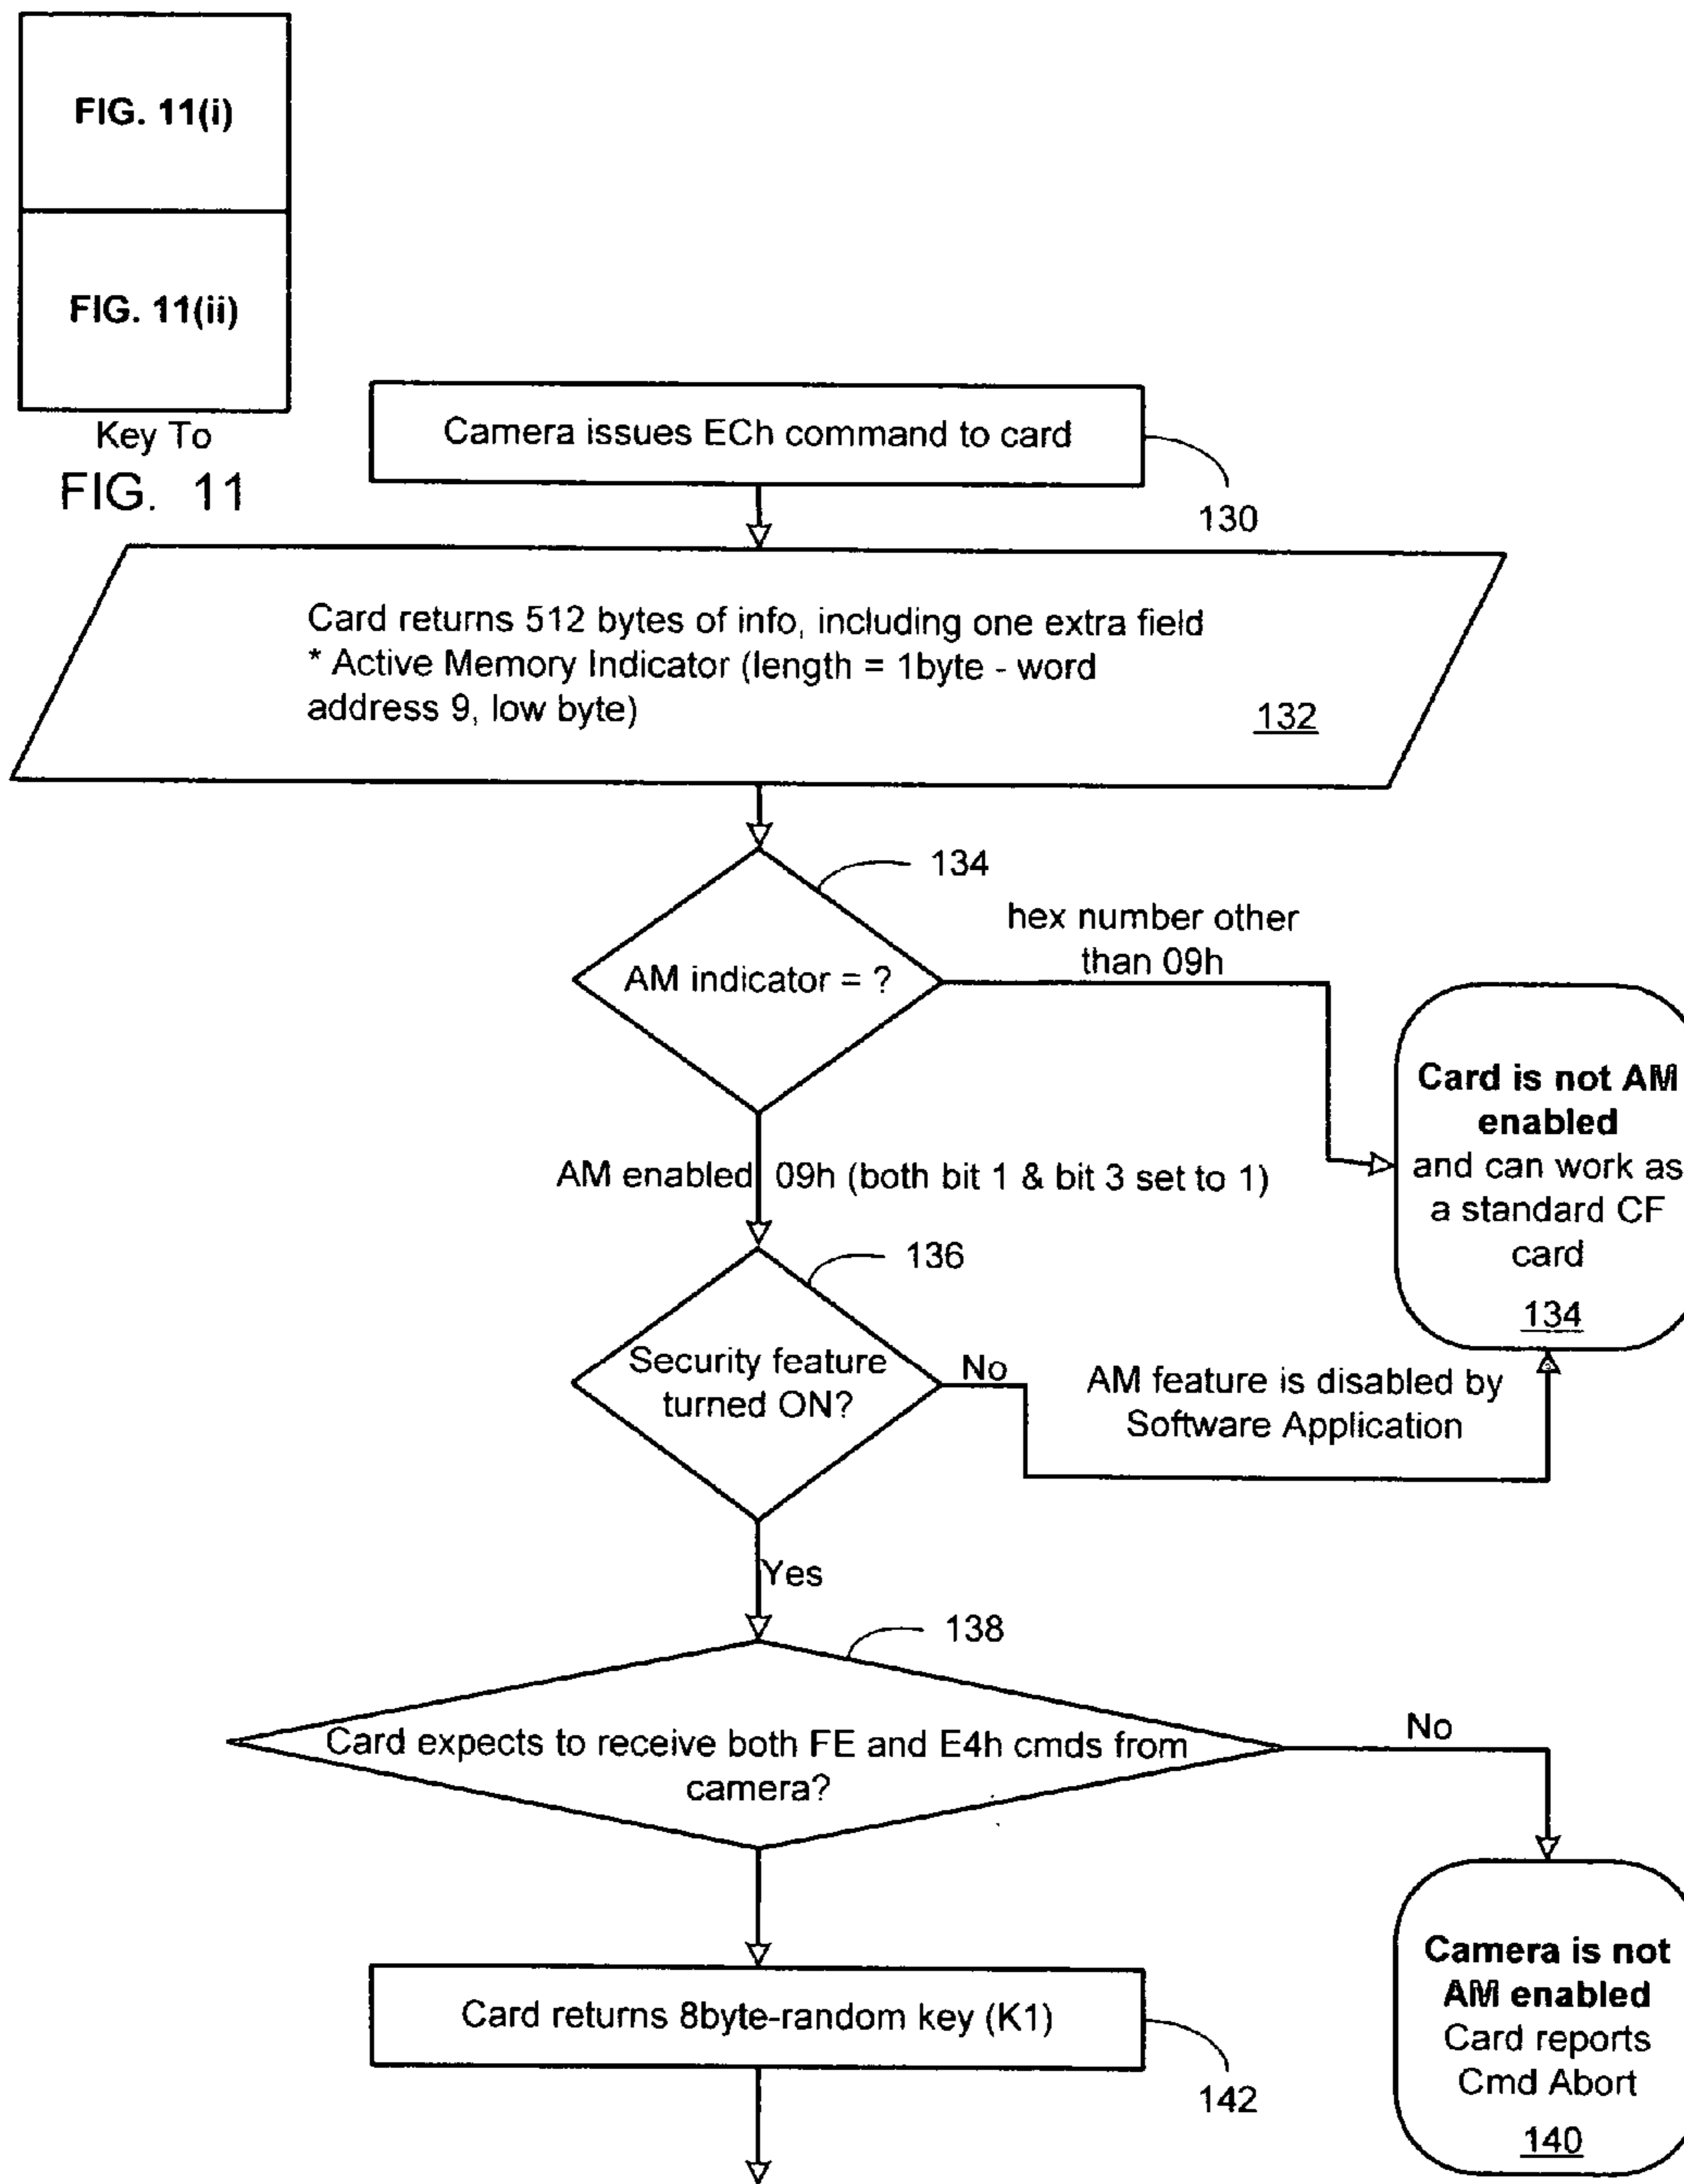 FIG. 11(i)
FIG. 11(ii)
Key To
FIG. 11
Camera issues ECh command to card
130
Card returns 512 bytes of info, including one extra field
* Active Memory Indicator (length = 1byte - word
address 9, low byte)
132
134
hex number other
than 09h
AM indicator = ?
Card is not AM
enabled
and can work as
a standard CF
card
134
AM enabled 09h (both bit 1 & bit 3 set to 1)
136
Security feature
turned ON?
No
AM feature is disabled by
Software Application
Yes
138
Card expects to receive both FE and E4h cmds from
camera?
No
Camera is not
AM enabled
Card reports
Cmd Abort
140
Card returns 8byte-random key (K1)
142